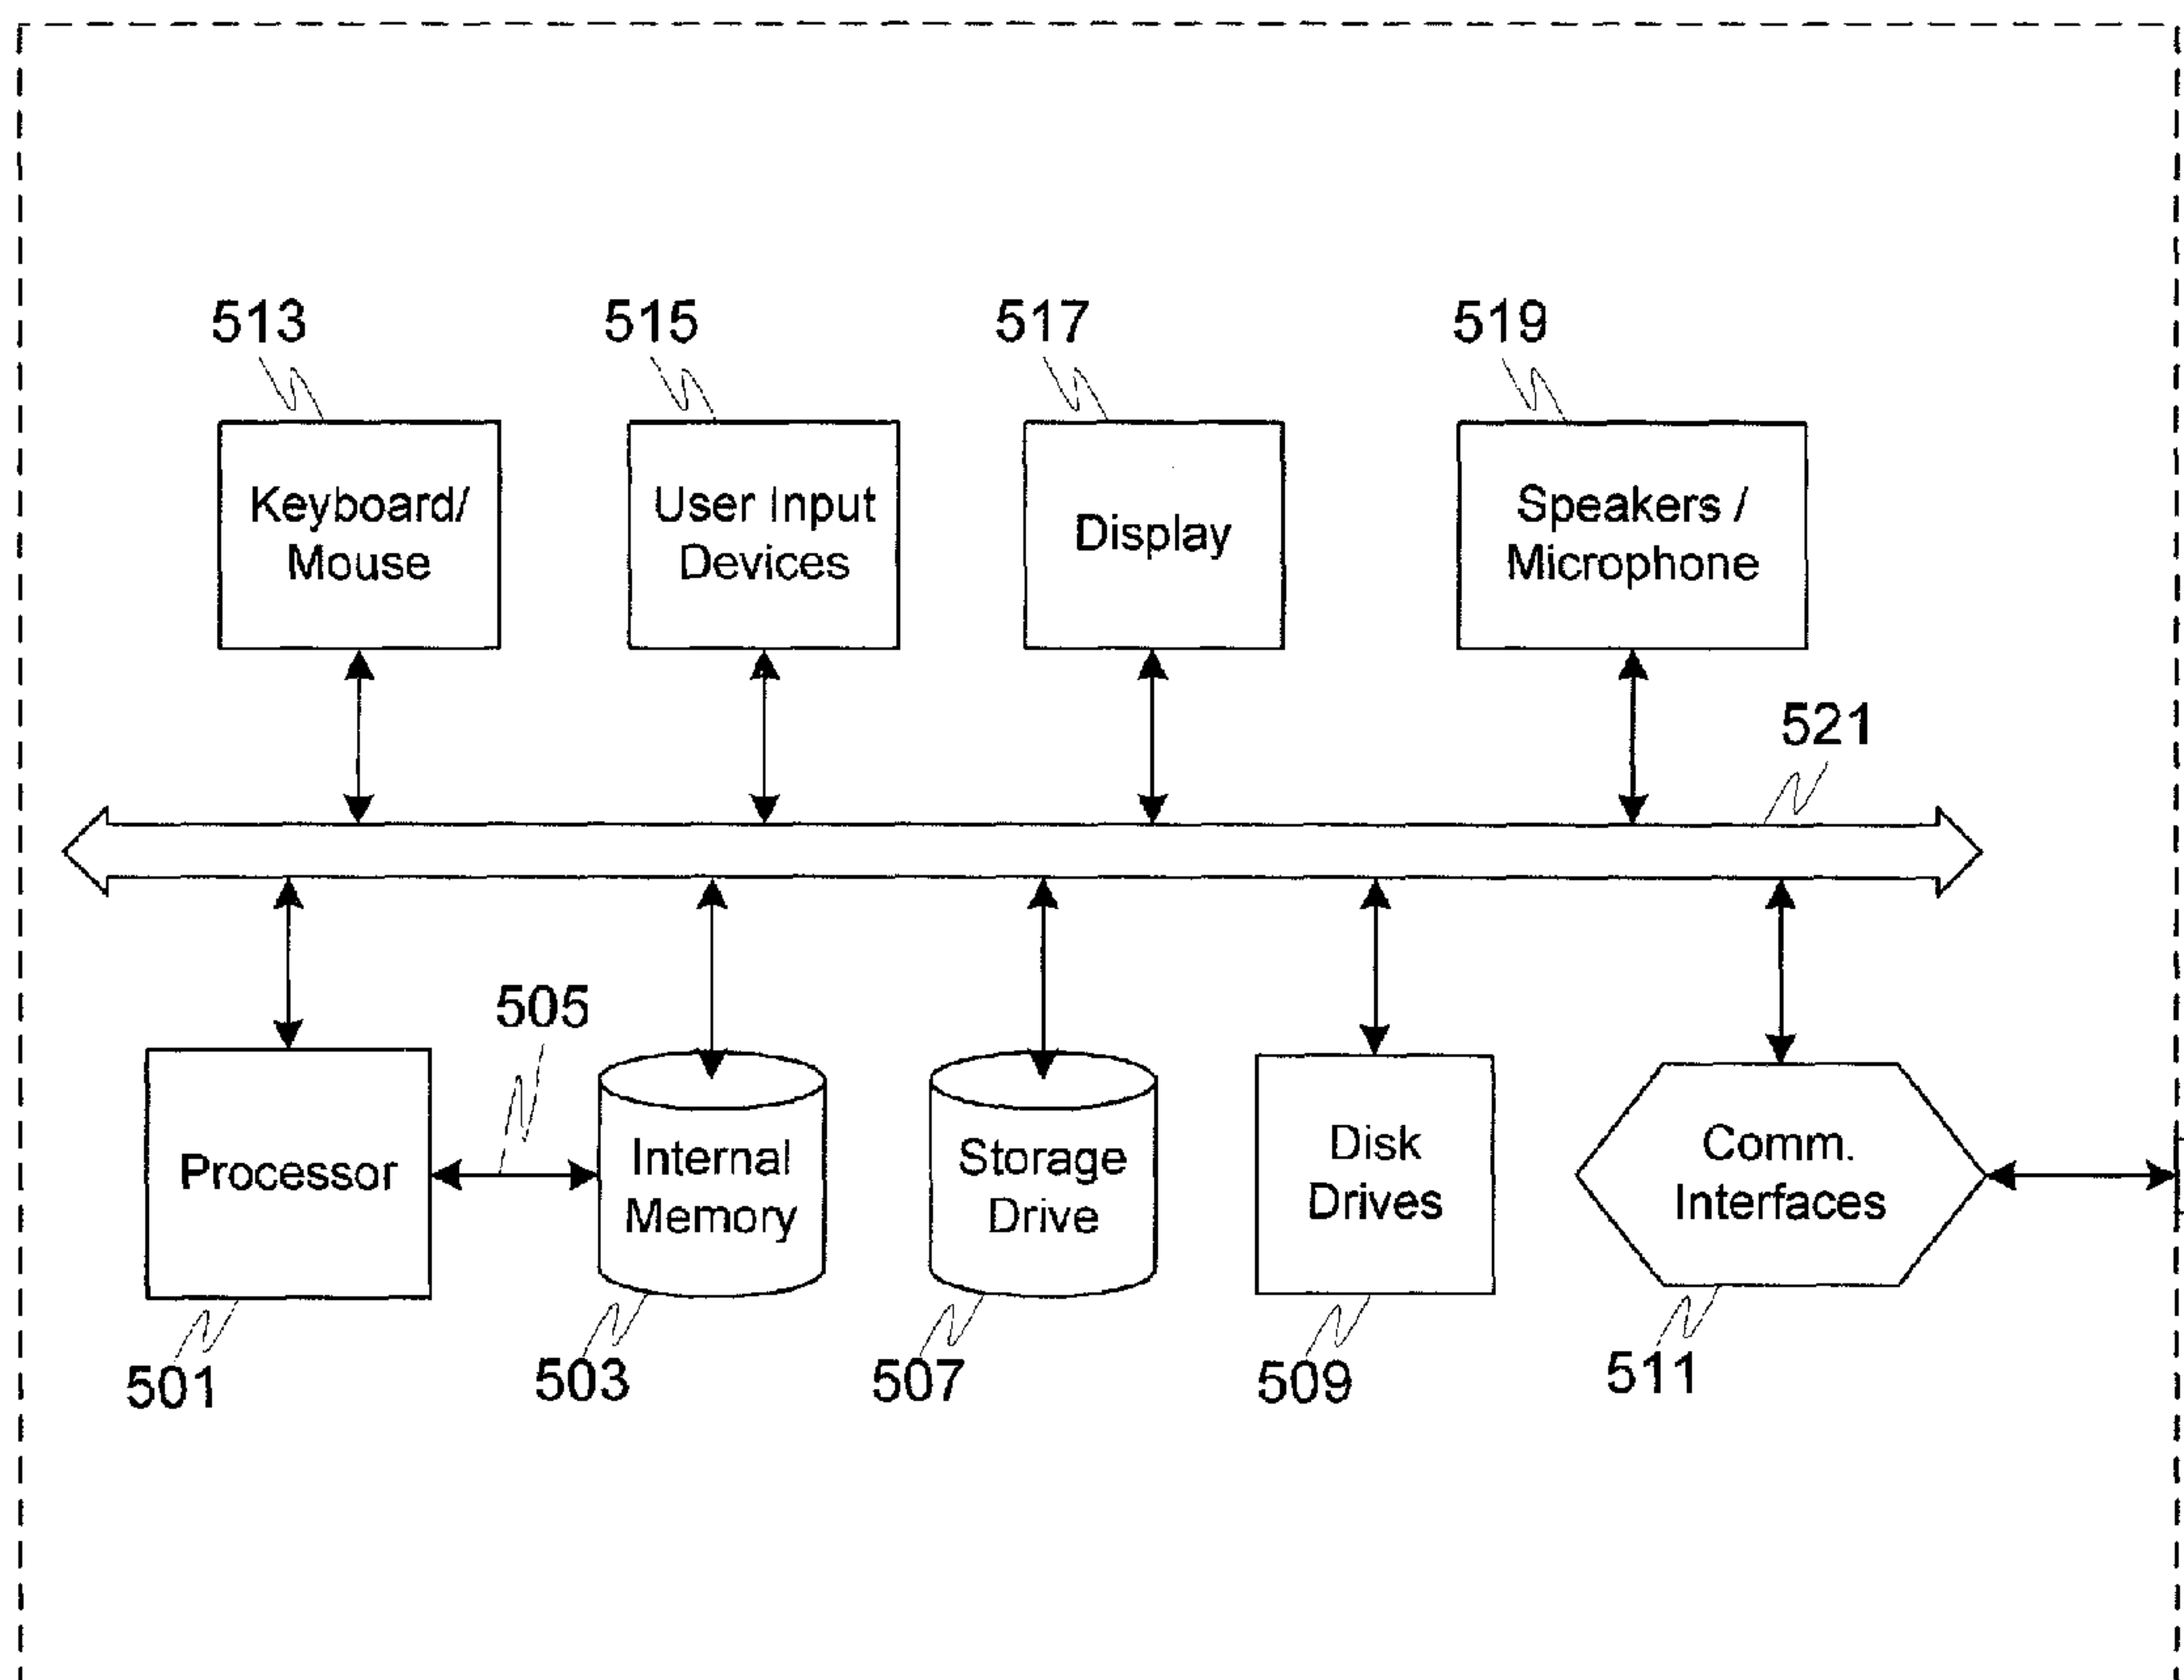 513
515
517
519
Keyboard/
Mouse
User Input
Devices
Display
Speakers /
Microphone
521
505
Processor
Internal
Memory
Storage
Drive
Disk
Drives
Comm.
Interfaces
501
503
507
509
511